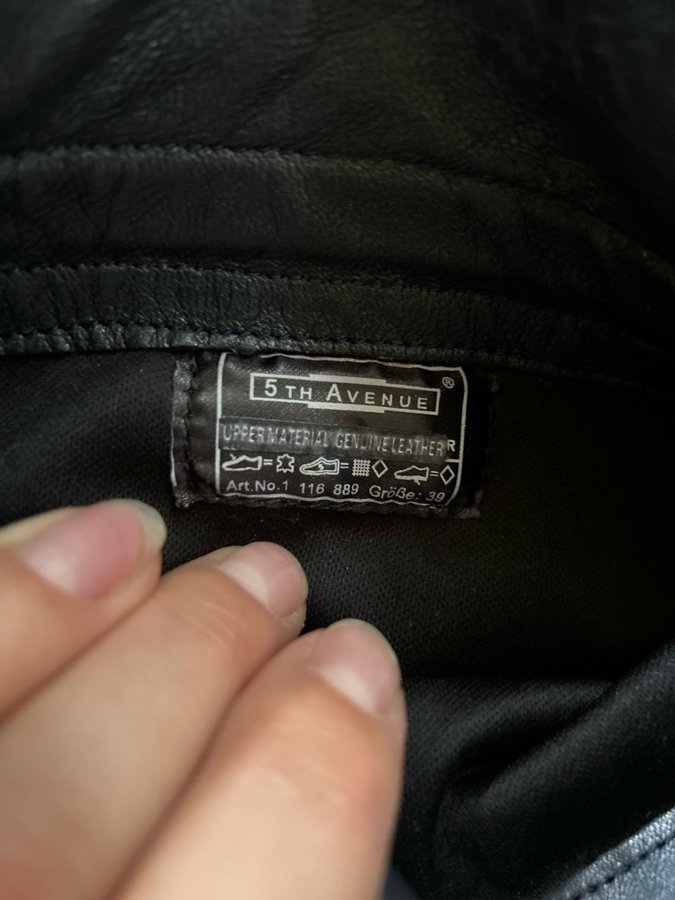 5TH AVENUE®
UPPER MATERIAL GENUINE LEATHER R
Art.No.1 116 889 Größe: 39